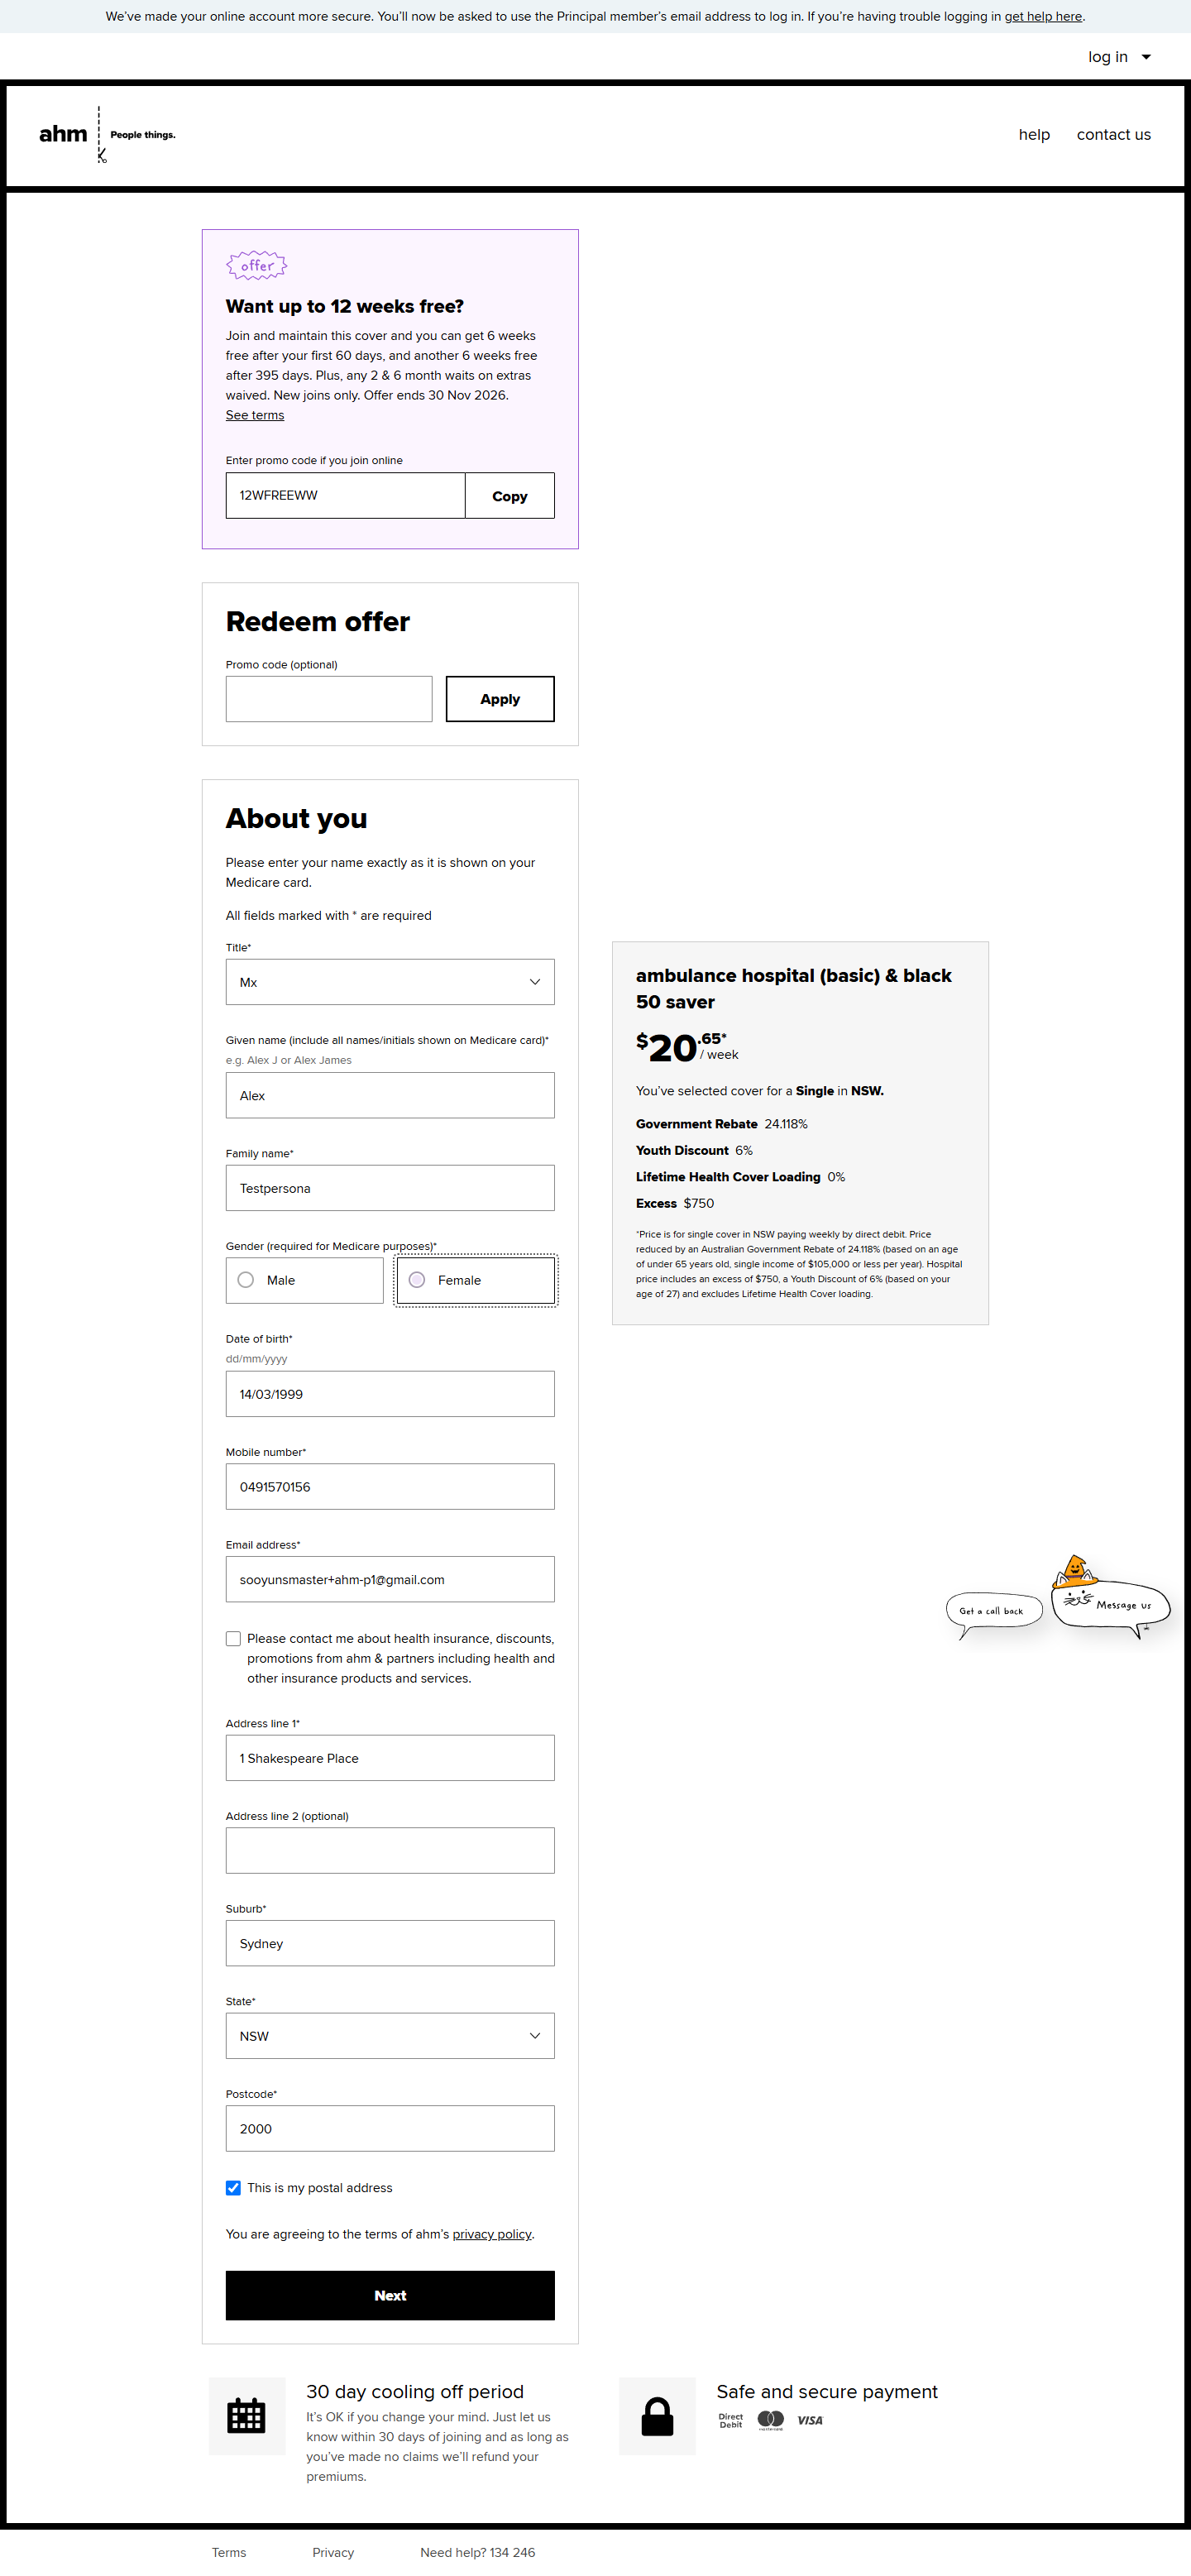 We've made your online account more secure. You'll now be asked to use the Principal member's email address to log in. If you're having trouble logging in get help here.
log in
ahm
People things.
help
contact us
offer
Want up to 12 weeks free?
Join and maintain this cover and you can get 6 weeks
free after your first 60 days, and another 6 weeks free
after 395 days. Plus, any 2 & 6 month waits on extras
waived. New joins only. Offer ends 30 Nov 2026.
See terms
Enter promo code if you join online
12WFREEWW
Copy
Redeem offer
Promo code (optional)
Apply
About you
Please enter your name exactly as it is shown on your
Medicare card.
All fields marked with * are required
Title*
Mx
Given name (include all names/initials shown on Medicare card)*
e.g. Alex J or Alex James
Alex
Family name*
Testpersona
Gender (required for Medicare purposes)*
Male
Female
Date of birth*
dd/mm/yyyy
14/03/1999
Mobile number*
0491570156
Email address*
sooyunsmaster+ahm-p1@gmail.com
Please contact me about health insurance, discounts,
promotions from ahm & partners including health and
other insurance products and services.
Address line 1*
1 Shakespeare Place
Address line 2 (optional)
Suburb*
Sydney
State*
NSW
Postcode*
2000
This is my postal address
You are agreeing to the terms of ahm's privacy policy.
Next
ambulance hospital (basic) & black
50 saver
$20.65*
/ week
You've selected cover for a Single in NSW.
Government Rebate 24.118%
Youth Discount 6%
Lifetime Health Cover Loading 0%
Excess $750
*Price is for single cover in NSW paying weekly by direct debit. Price
reduced by an Australian Government Rebate of 24.118% (based on an age
of under 65 years old, single income of $105,000 or less per year). Hospital
price includes an excess of $750, a Youth Discount of 6% (based on your
age of 27) and excludes Lifetime Health Cover loading.
Get a call back
Message us
30 day cooling off period
It's OK if you change your mind. Just let us
know within 30 days of joining and as long as
you've made no claims we'll refund your
premiums.
Safe and secure payment
Direct
Debit
VISA
Terms
Privacy
Need help? 134 246